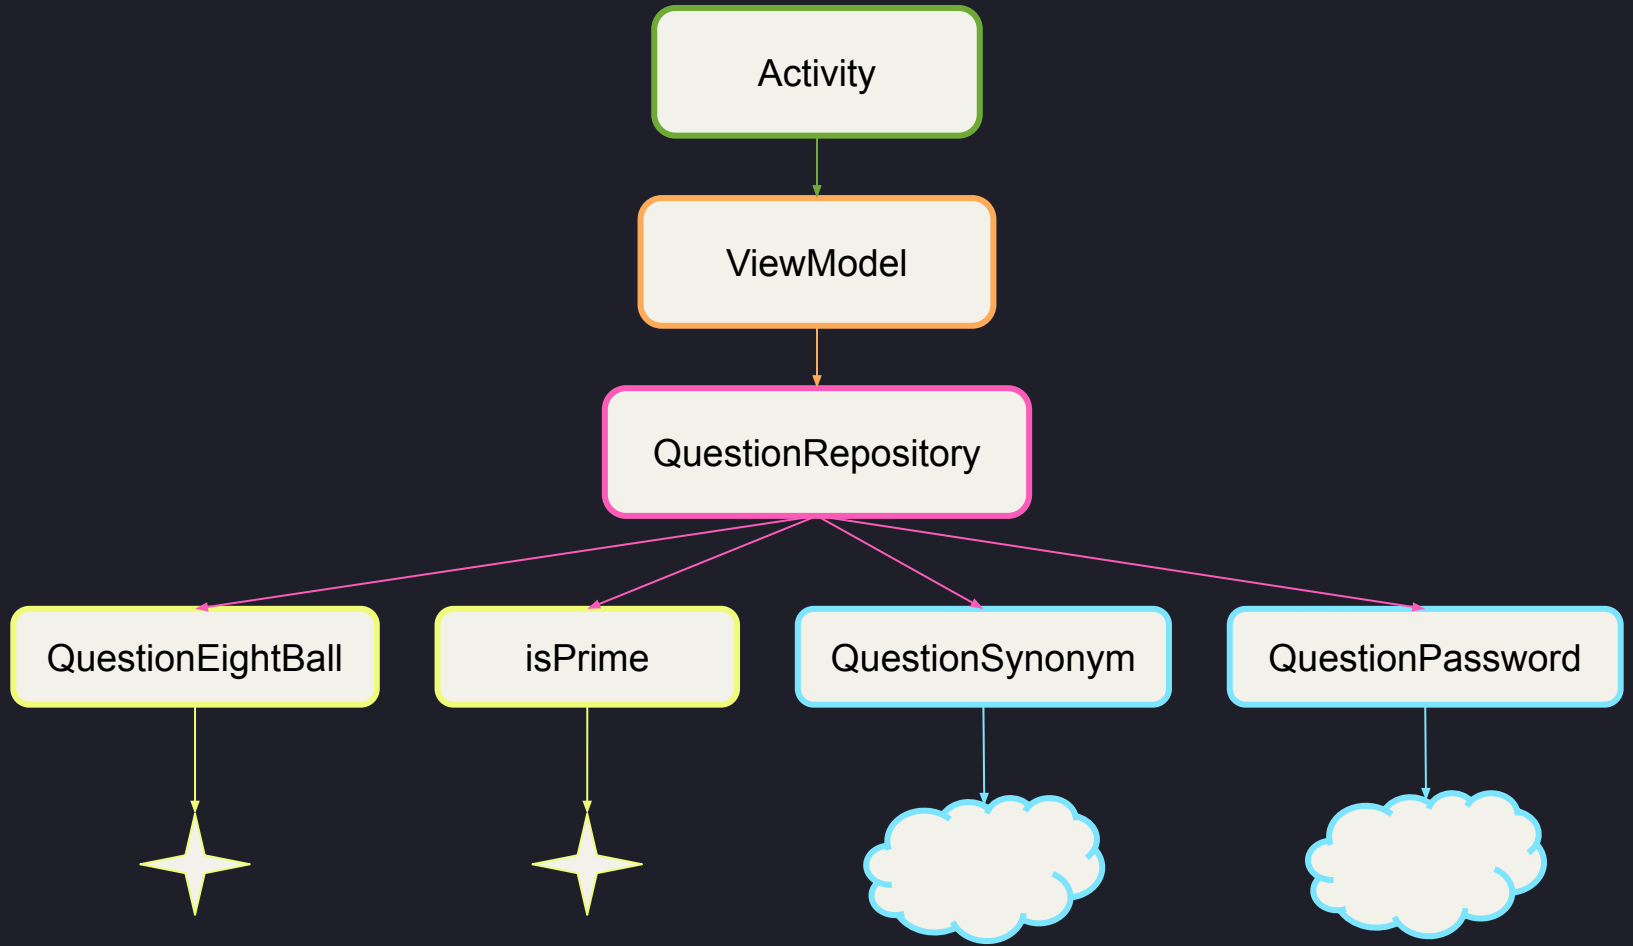 Activity
ViewModel
QuestionRepository
QuestionEightBall
isPrime
QuestionSynonym
QuestionPassword